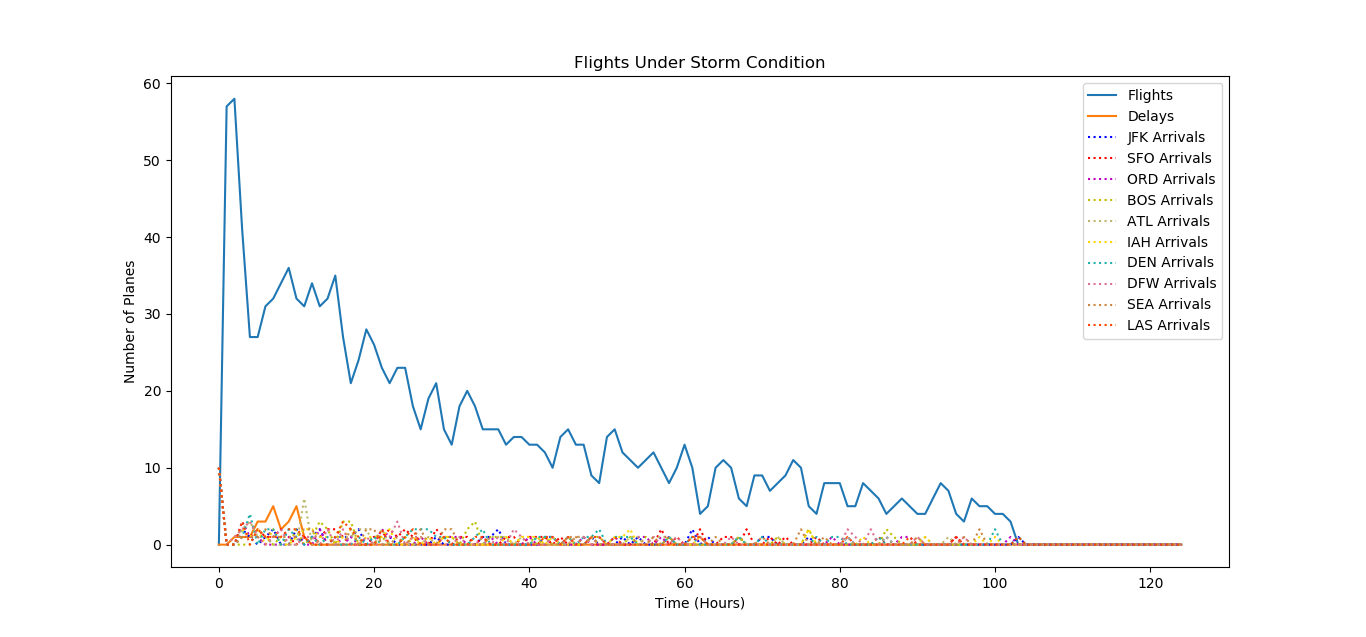 Flights Under Storm Condition
60
50
40
30
20
10
0
Number of Planes
Flights
Delays
JFK Arrivals
SFO Arrivals
ORD Arrivals
BOS Arrivals
ATL Arrivals
IAH Arrivals
DEN Arrivals
DFW Arrivals
SEA Arrivals
LAS Arrivals
0 20 40 60 80 100 120
Time (Hours)